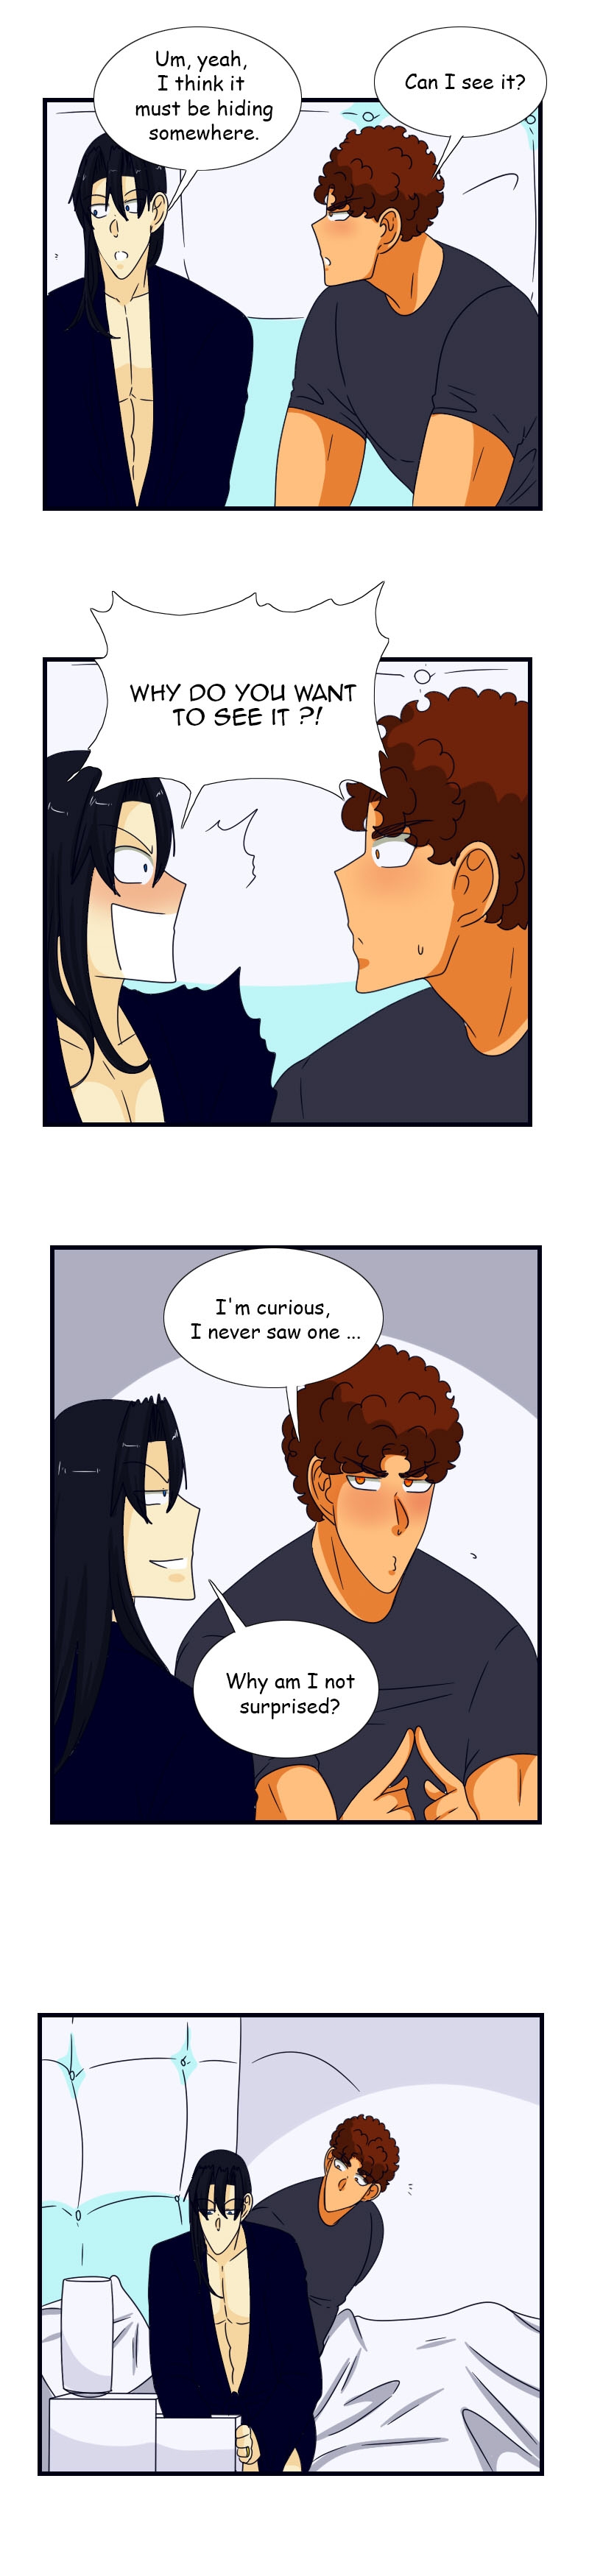 Um, yeah,
I think it
must be hiding
somewhere.
Can I see it?
WHY DO YOU WANT
TO SEE IT ?!
I'm curious,
I never saw one ...
Why am I not
surprised?